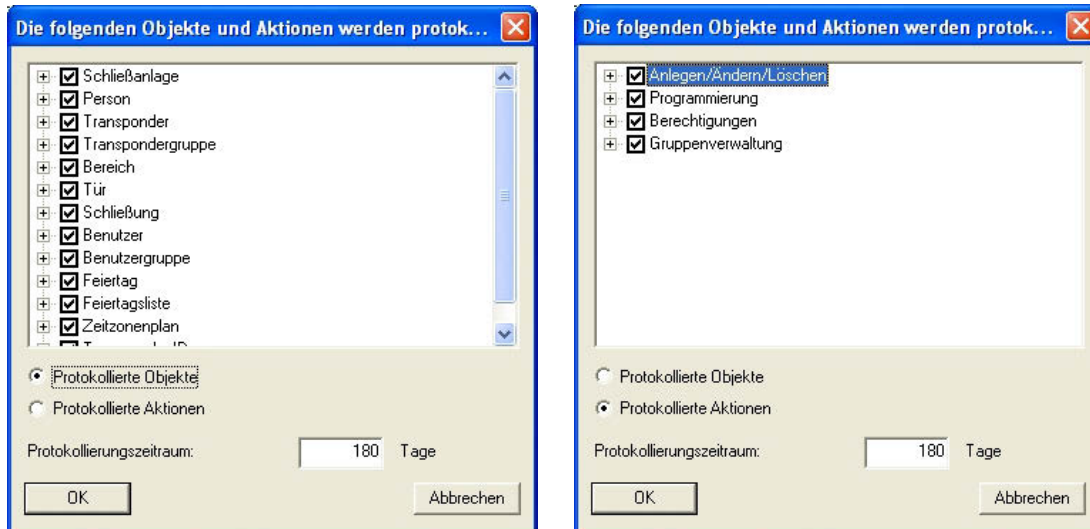 Die folgenden Objekte und Aktionen werden protok...
Schließanlage
Person
Transponder
Transpondergruppe
Bereich
Tür
Schließung
Benutzer
Benutzergruppe
Feiertag
Feiertagsliste
Zeitzonenplan
Protokollierte Objekte
Protokollierte Aktionen
Protokollierungszeitraum: 180 Tage
OK Abbrechen
Die folgenden Objekte und Aktionen werden protok...
Anlegen/Ändern/Löschen
Programmierung
Berechtigungen
Gruppenverwaltung
Protokollierte Objekte
Protokollierte Aktionen
Protokollierungszeitraum: 180 Tage
OK Abbrechen